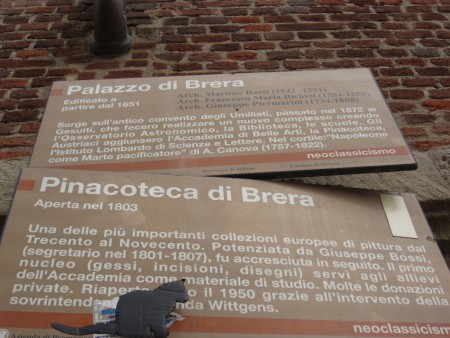 Palazzo di Brera
Edificato a
partire dal 1651
Arch. Martino Bassi (1542-1591)
Arch. Francesco Maria Richini (1584-1658)
Arch. Giuseppe Piermarini (1734-1808)
Sorge sull'antico convento degli Umiliati, passato nel 1572 ai
Gesuiti, che fecero realizzare un nuovo complesso creando
l'Osservatorio Astronomico, la Biblioteca e le scuole. Gli
Austriaci aggiunsero l'Accademia di Belle Arti, la Pinacoteca,
l'Istituto Lombardo di Scienze e Lettere. Nel cortile: "Napoleone
come Marte pacificatore" di A. Canova (1757-1822).
neoclassicismo
Pinacoteca di Brera
Aperta nel 1803
Una delle più importanti collezioni europee di pittura dal
Trecento al Novecento. Potenziata da Giuseppe Bossi,
(segretario nel 1801-1807), fu accresciuta in seguito. Il primo
nucleo (gessi, incisioni, disegni) servì agli allievi
dell'Accademia come materiale di studio. Molte le donazioni
private. il 1950 grazie all'intervento della
Wittgens.
neoclassicismo